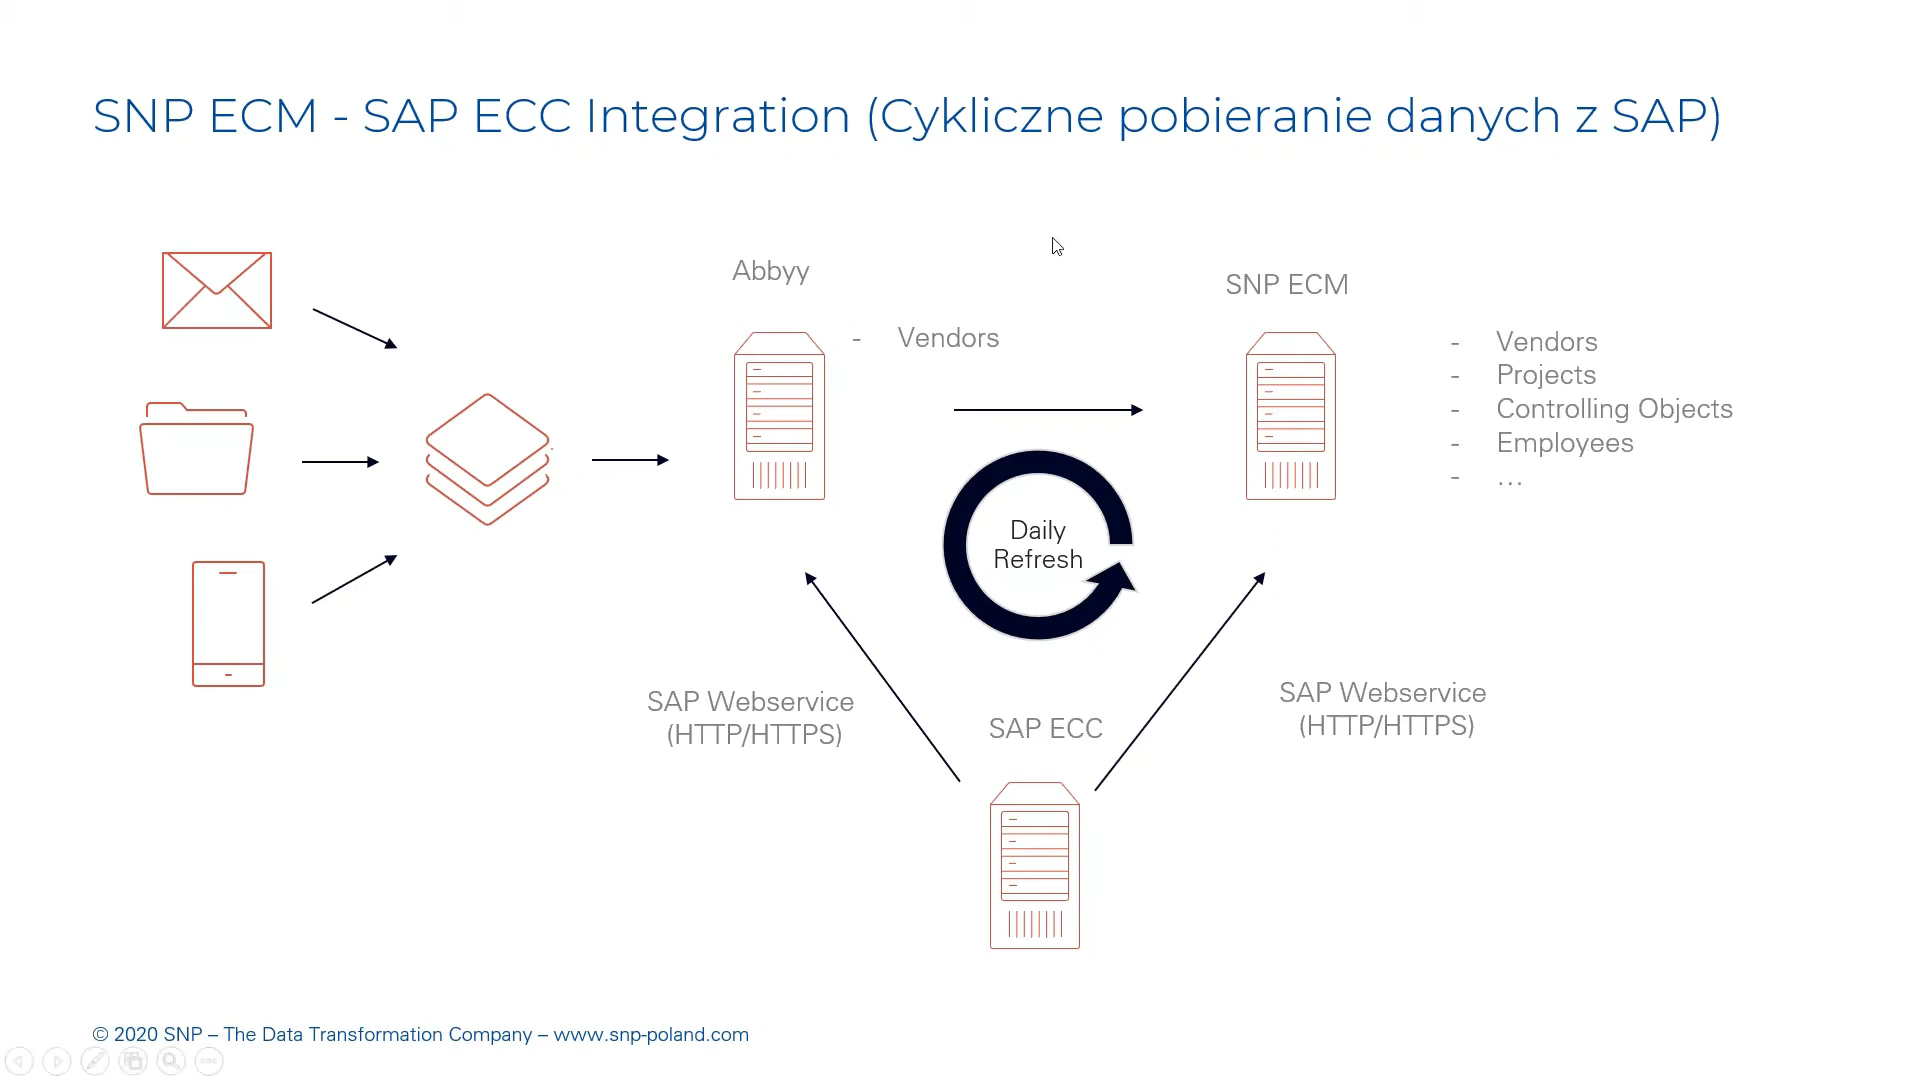 SNP ECM - SAP ECC Integration (Cykliczne pobieranie danych z SAP)
Abbyy
- Vendors
SNP ECM
- Vendors
- Projects
- Controlling Objects
- Employees
- ...
Daily
Refresh
SAP Webservice
(HTTP/HTTPS)
SAP ECC
SAP Webservice
(HTTP/HTTPS)
© 2020 SNP – The Data Transformation Company – www.snp-poland.com